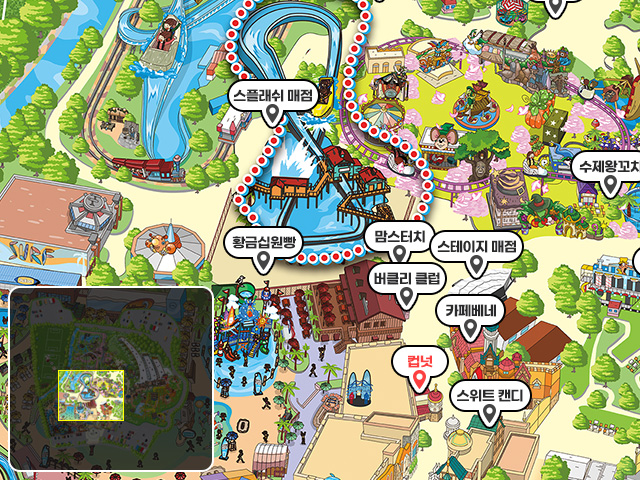 스플래쉬 매점
수제왕꼬치
황금십원빵
맘스터치
스테이지 매점
버클리 클럽
카페베네
컵넛
스위트 캔디
SURF